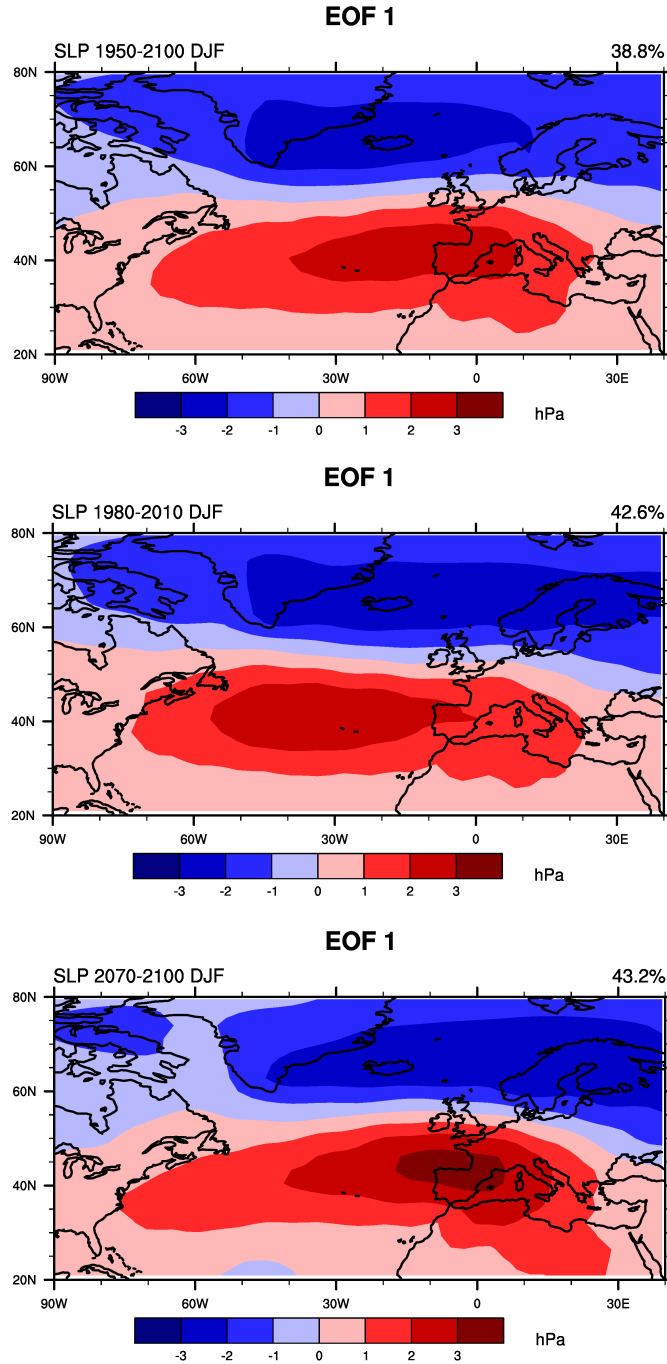 EOF 1
SLP 1950-2100 DJF 38.8%
80N
60N
40N
20N
90W 60W 30W 0 30E
-3 -2 -1 0 1 2 3 hPa
EOF 1
SLP 1980-2010 DJF 42.6%
80N
60N
40N
20N
90W 60W 30W 0 30E
-3 -2 -1 0 1 2 3 hPa
EOF 1
SLP 2070-2100 DJF 43.2%
80N
60N
40N
20N
90W 60W 30W 0 30E
-3 -2 -1 0 1 2 3 hPa